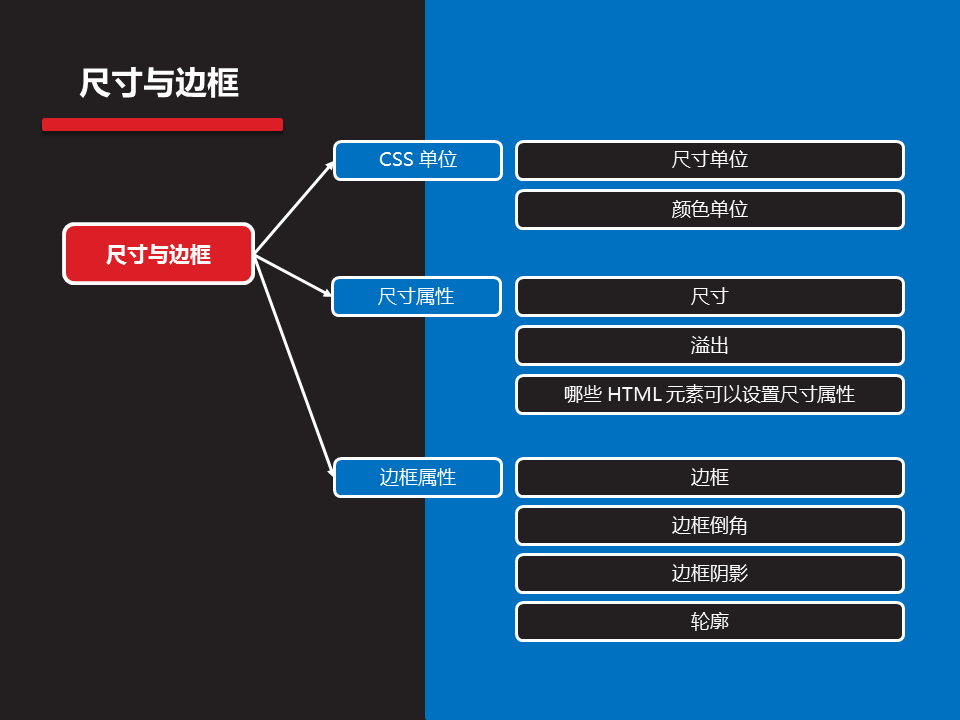 尺寸与边框
尺寸与边框
CSS 单位
尺寸单位
颜色单位
尺寸属性
尺寸
溢出
哪些 HTML 元素可以设置尺寸属性
边框属性
边框
边框倒角
边框阴影
轮廓